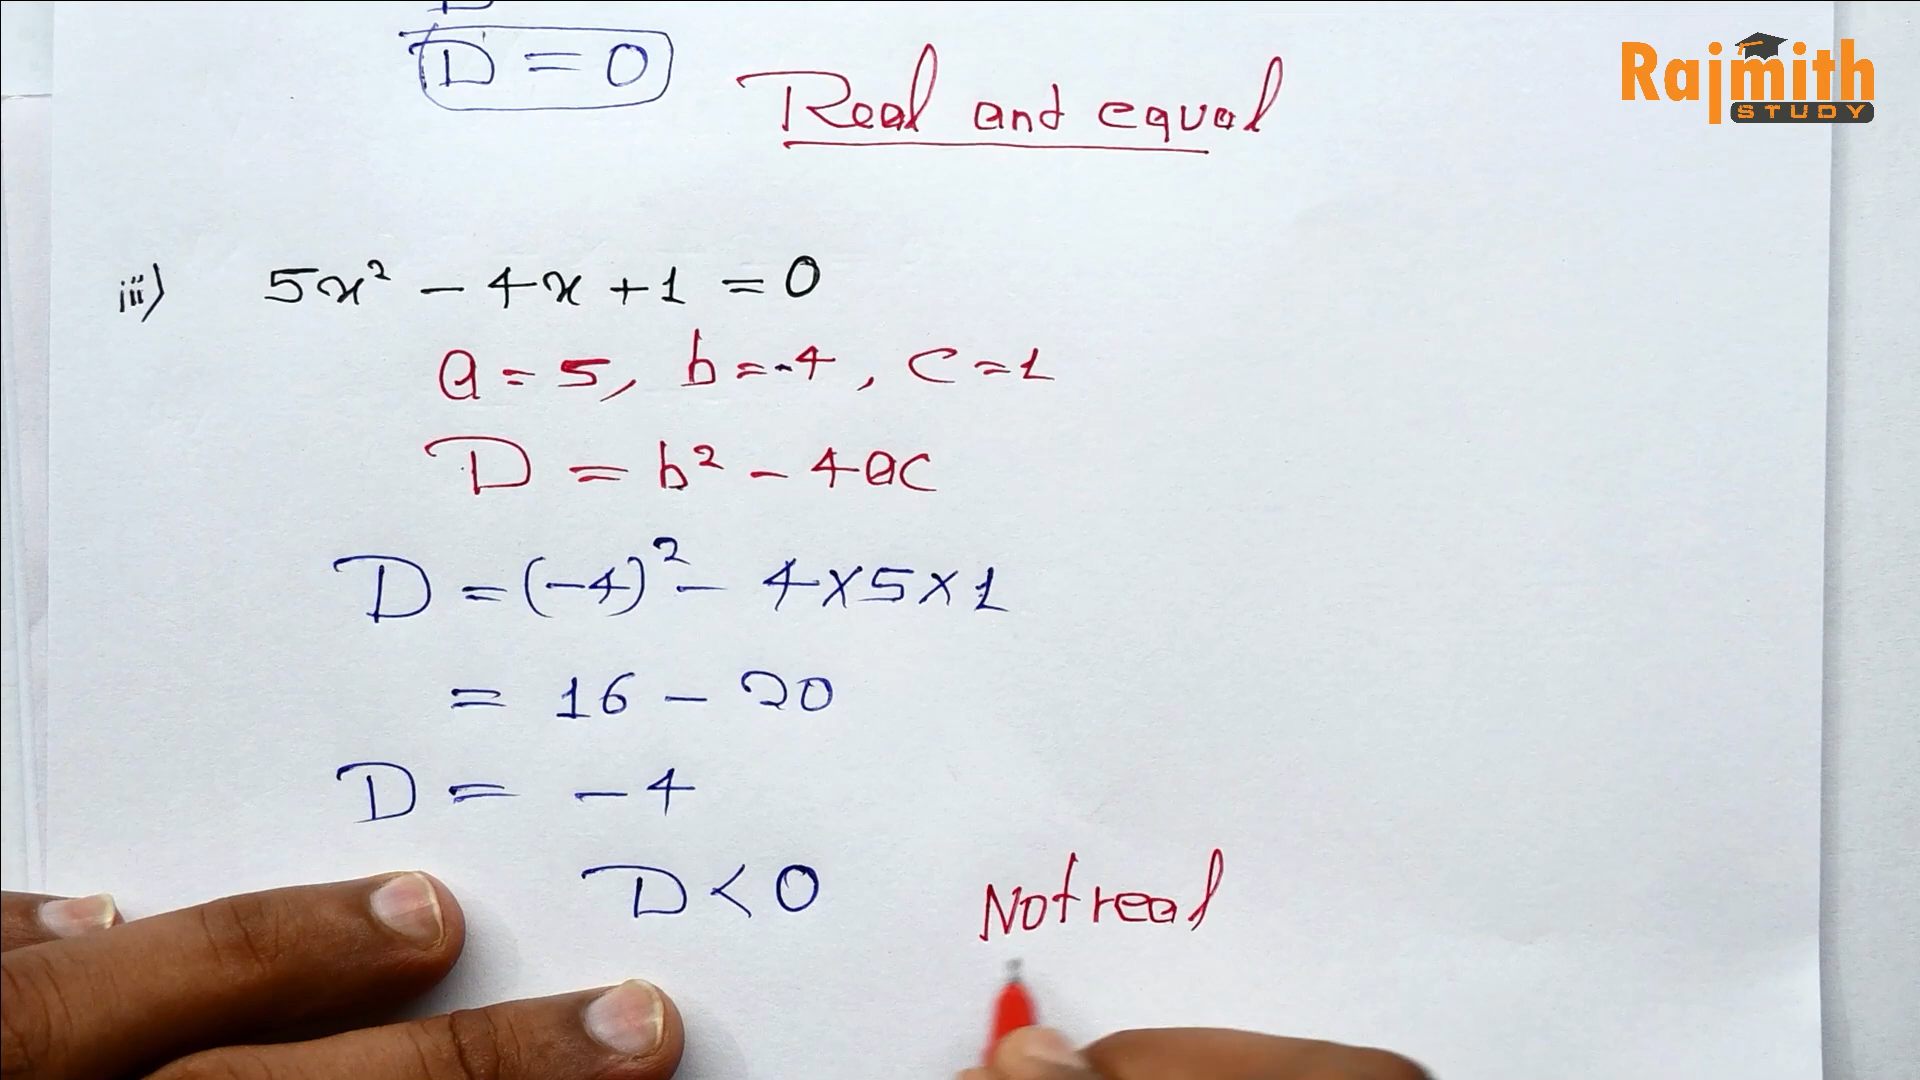 D = 0
Real and equal
Rajmith
STUDY
iii) 5x² - 4x + 1 = 0
a = 5, b = -4, c = 1
D = b² - 4ac
D = (-4)² - 4×5×1
= 16 - 20
D = -4
D < 0
Not real